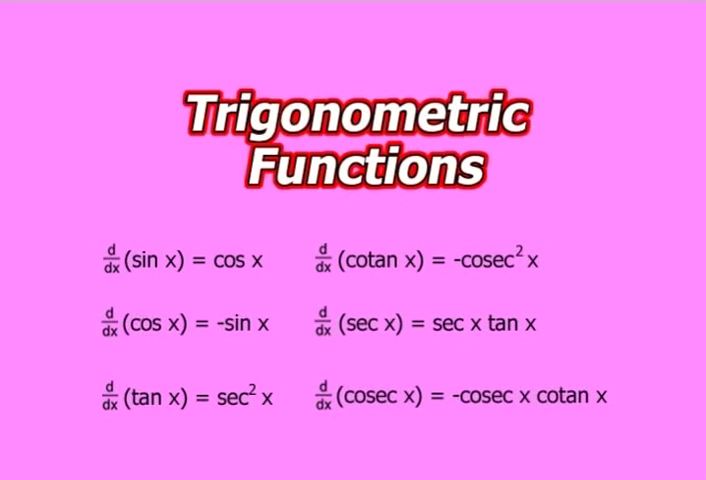 Trigonometric
Functions
d/dx (sin x) = cos x
d/dx (cos x) = -sin x
d/dx (tan x) = sec² x
d/dx (cotan x) = -cosec² x
d/dx (sec x) = sec x tan x
d/dx (cosec x) = -cosec x cotan x